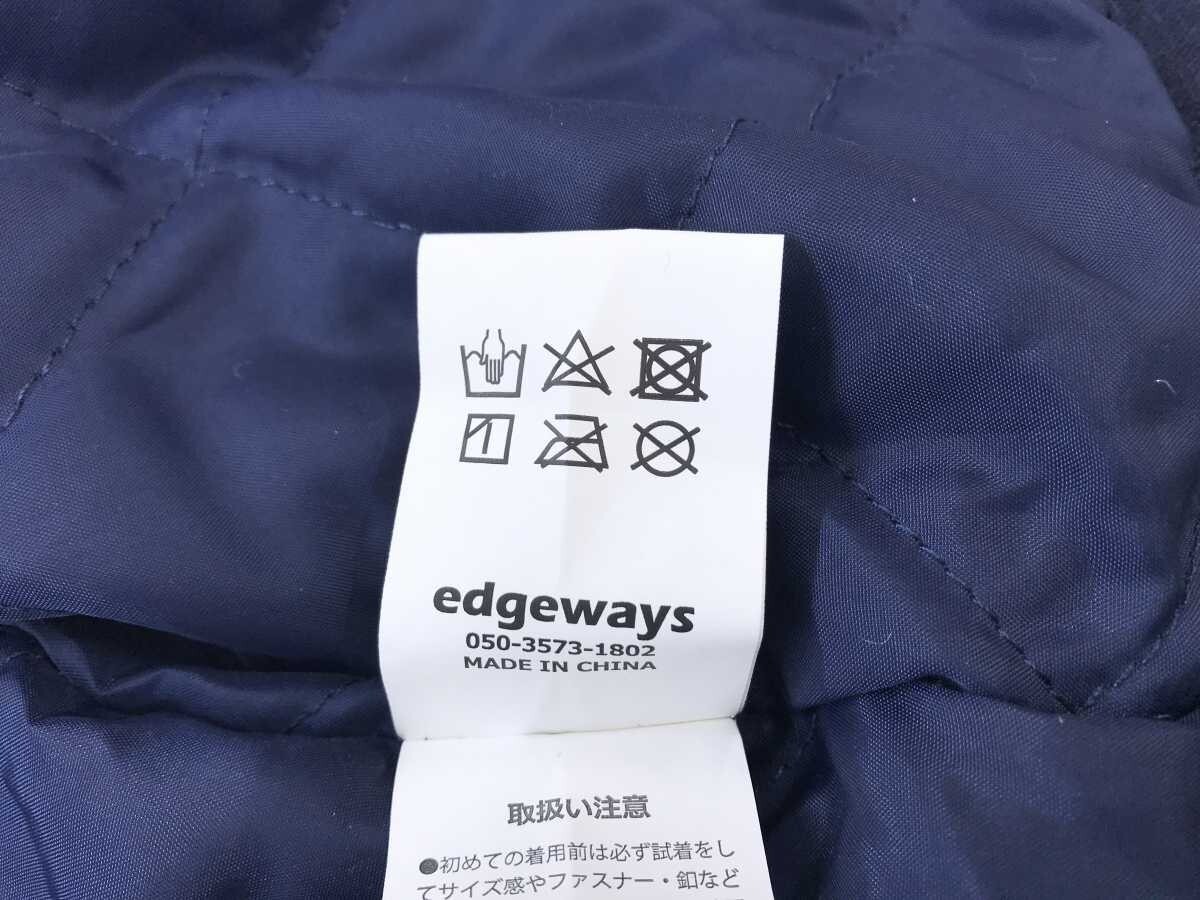 edgeways
050-3573-1802
MADE IN CHINA
取扱い注意
●初めての着用前は必ず試着をし
てサイズ感やファスナー・釦など